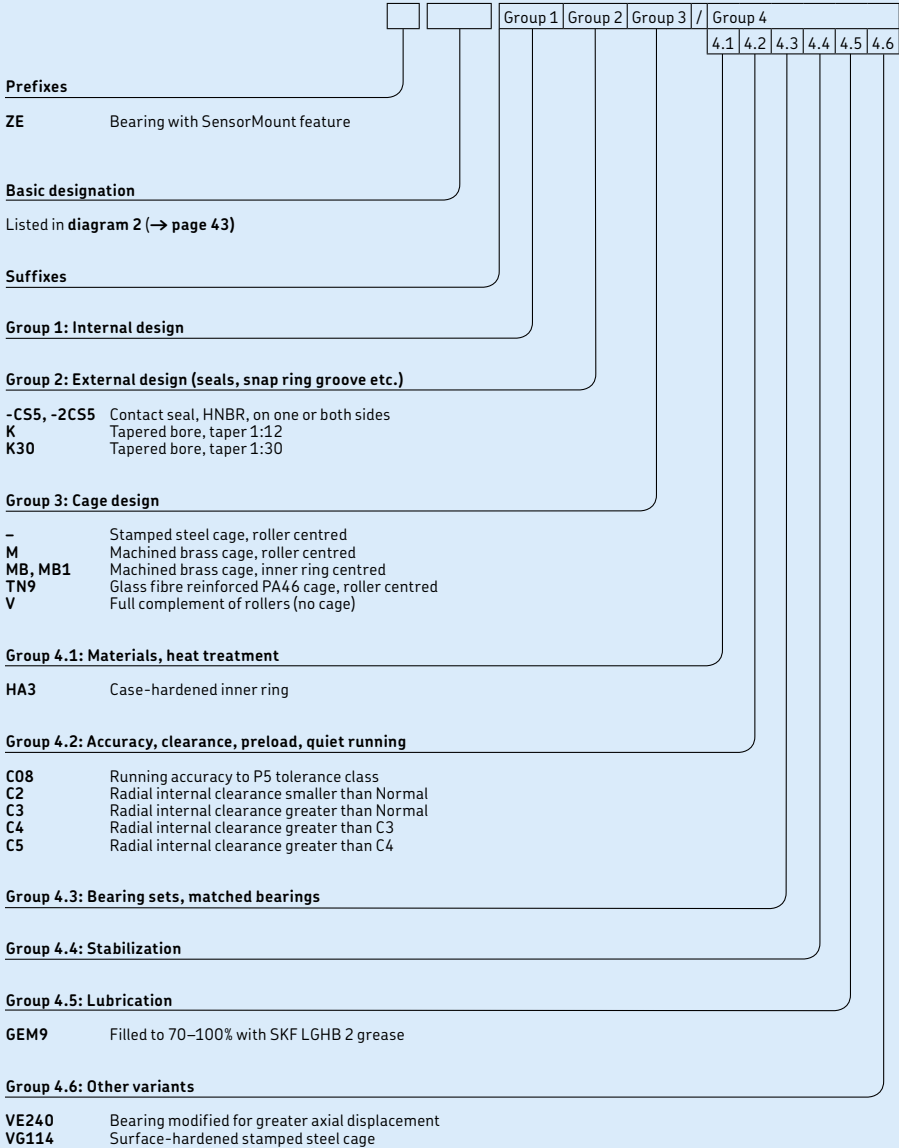 Group 1 Group 2 Group 3 / Group 4
4.1 4.2 4.3 4.4 4.5 4.6
Prefixes
ZE Bearing with SensorMount feature
Basic designation
Listed in diagram 2 (→ page 43)
Suffixes
Group 1: Internal design
Group 2: External design (seals, snap ring groove etc.)
-CS5, -2CS5 Contact seal, HNBR, on one or both sides
K Tapered bore, taper 1:12
K30 Tapered bore, taper 1:30
Group 3: Cage design
– Stamped steel cage, roller centred
M Machined brass cage, roller centred
MB, MB1 Machined brass cage, inner ring centred
TN9 Glass fibre reinforced PA46 cage, roller centred
V Full complement of rollers (no cage)
Group 4.1: Materials, heat treatment
HA3 Case-hardened inner ring
Group 4.2: Accuracy, clearance, preload, quiet running
C08 Running accuracy to P5 tolerance class
C2 Radial internal clearance smaller than Normal
C3 Radial internal clearance greater than Normal
C4 Radial internal clearance greater than C3
C5 Radial internal clearance greater than C4
Group 4.3: Bearing sets, matched bearings
Group 4.4: Stabilization
Group 4.5: Lubrication
GEM9 Filled to 70–100% with SKF LGHB 2 grease
Group 4.6: Other variants
VE240 Bearing modified for greater axial displacement
VG114 Surface-hardened stamped steel cage